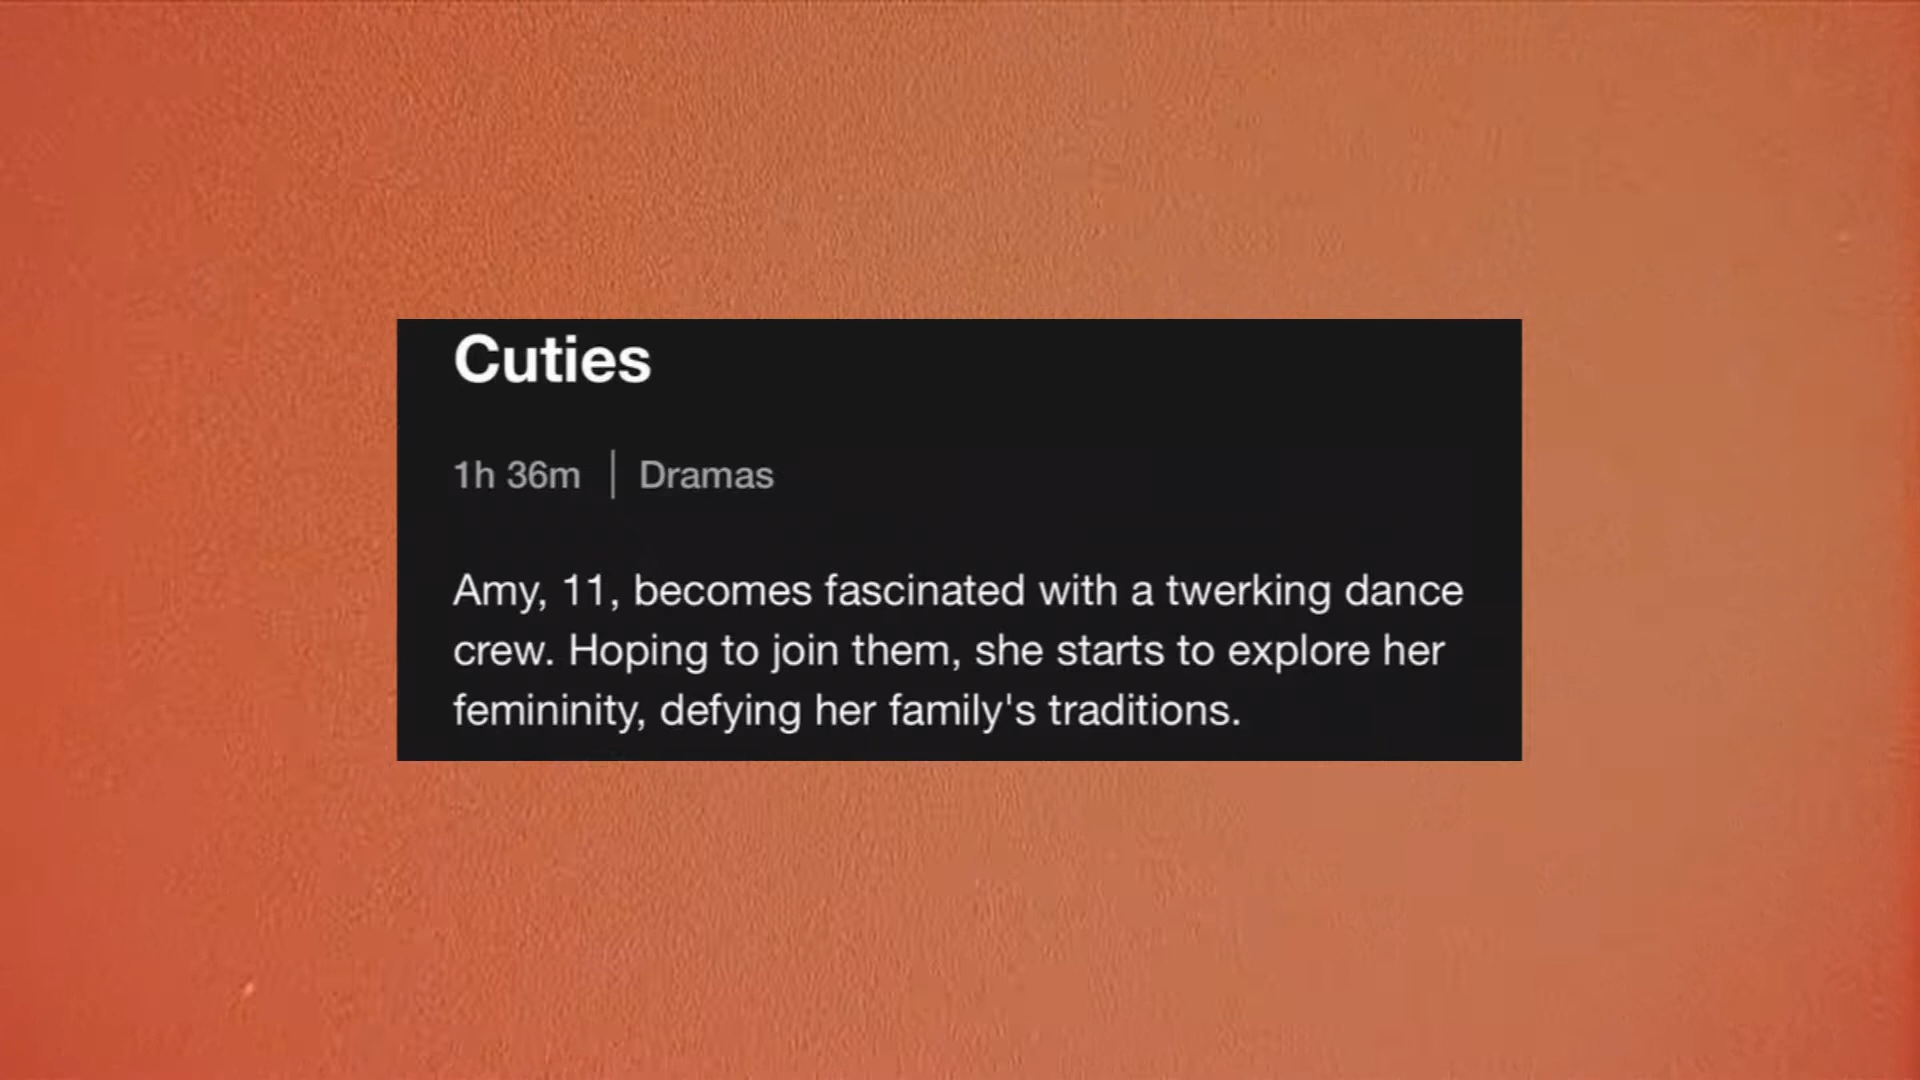 Cuties
1h 36m | Dramas
Amy, 11, becomes fascinated with a twerking dance
crew. Hoping to join them, she starts to explore her
femininity, defying her family's traditions.